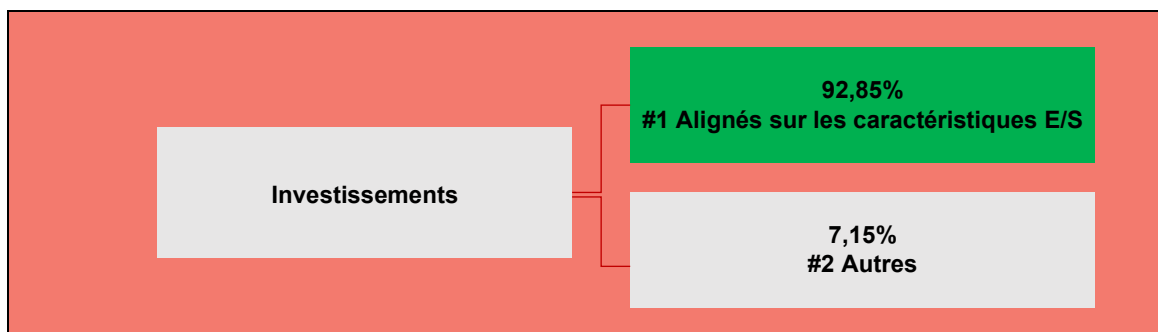 Investissements
92,85%
#1 Alignés sur les caractéristiques E/S
7,15%
#2 Autres